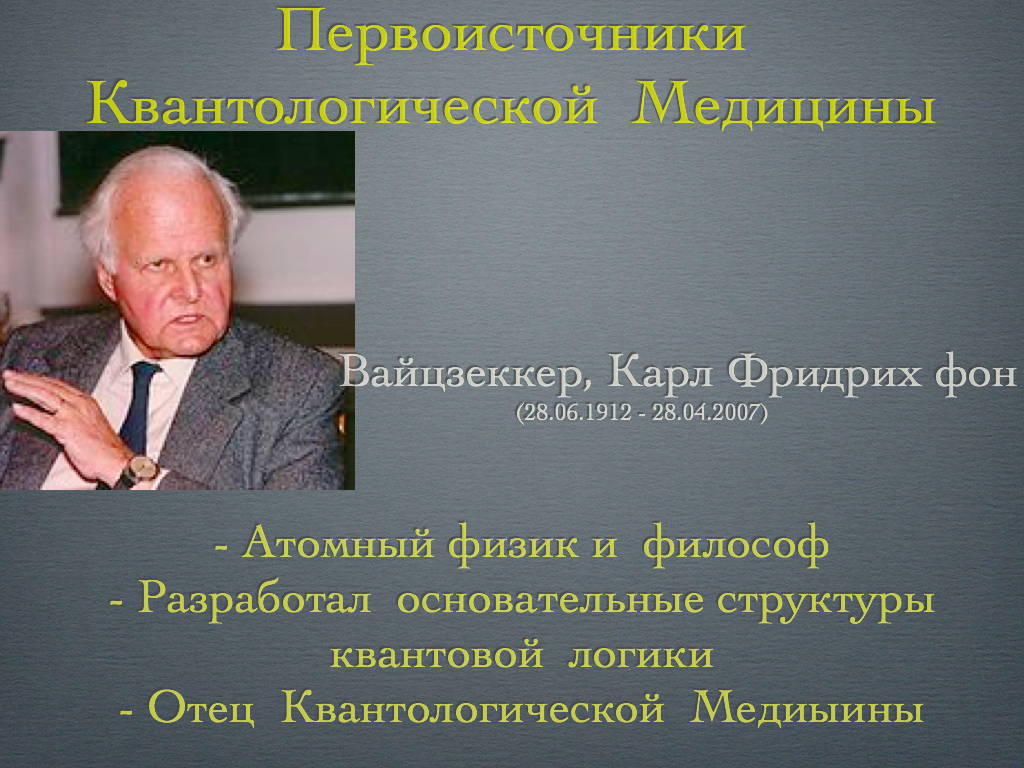 Первоисточники
Квантологической Медицины
Вайцзеккер, Карл Фридрих фон
(28.06.1912 - 28.04.2007)
- Атомный физик и философ
- Разработал основательные структуры
квантовой логики
- Отец Квантологической Медиыины